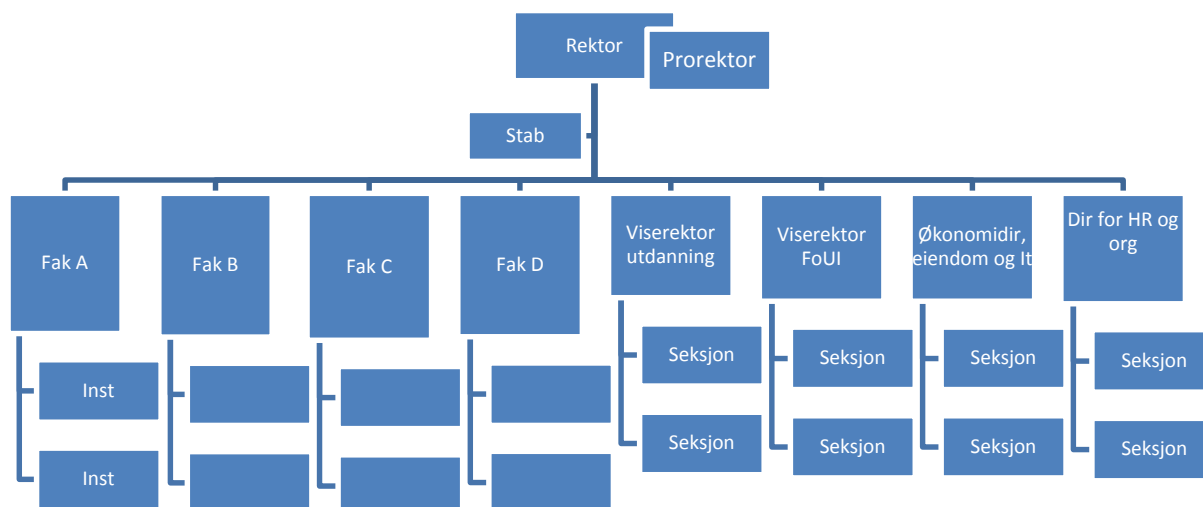 Rektor
Prorektor
Stab
Fak A
Fak B
Fak C
Fak D
Viserektor
utdanning
Viserektor
FoUI
Økonomidir,
eiendom og It
Dir for HR og
org
Inst
Inst
Seksjon
Seksjon
Seksjon
Seksjon
Seksjon
Seksjon
Seksjon
Seksjon